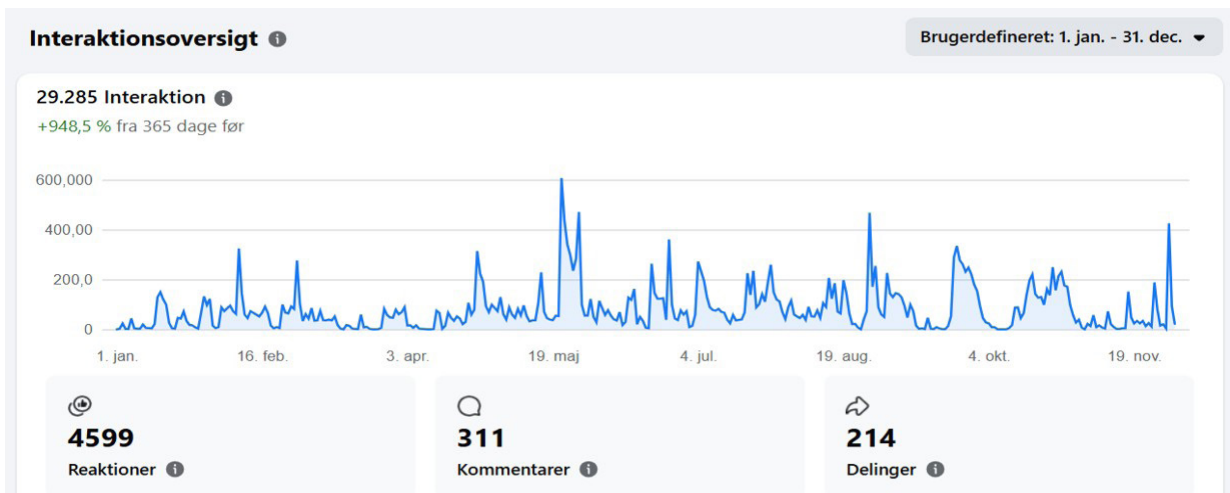 Interaktionsoversigt
Brugerdefineret: 1. jan. - 31. dec.
29.285 Interaktion
+948,5 % fra 365 dage før
600,000
400,00
200,0
0
1. jan. 16. feb. 3. apr. 19. maj 4. jul. 19. aug. 4. okt. 19. nov.
4599 311 214
Reaktioner Kommentarer Delinger